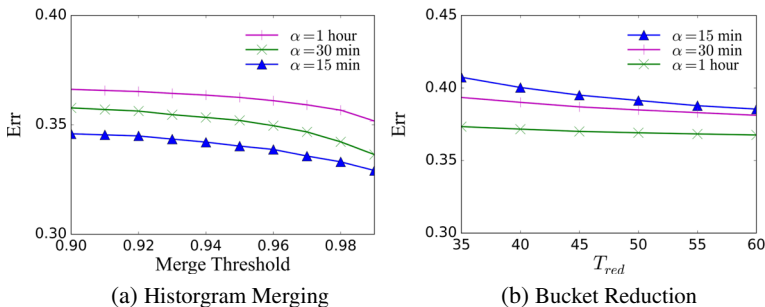 0.40
0.35
0.30
Err
α=1 hour
α=30 min
α=15 min
0.90 0.92 0.94 0.96 0.98
Merge Threshold
(a) Historgram Merging
0.45
0.40
0.35
0.30
Err
α=15 min
α=30 min
α=1 hour
35 40 45 50 55 60
T_red
(b) Bucket Reduction